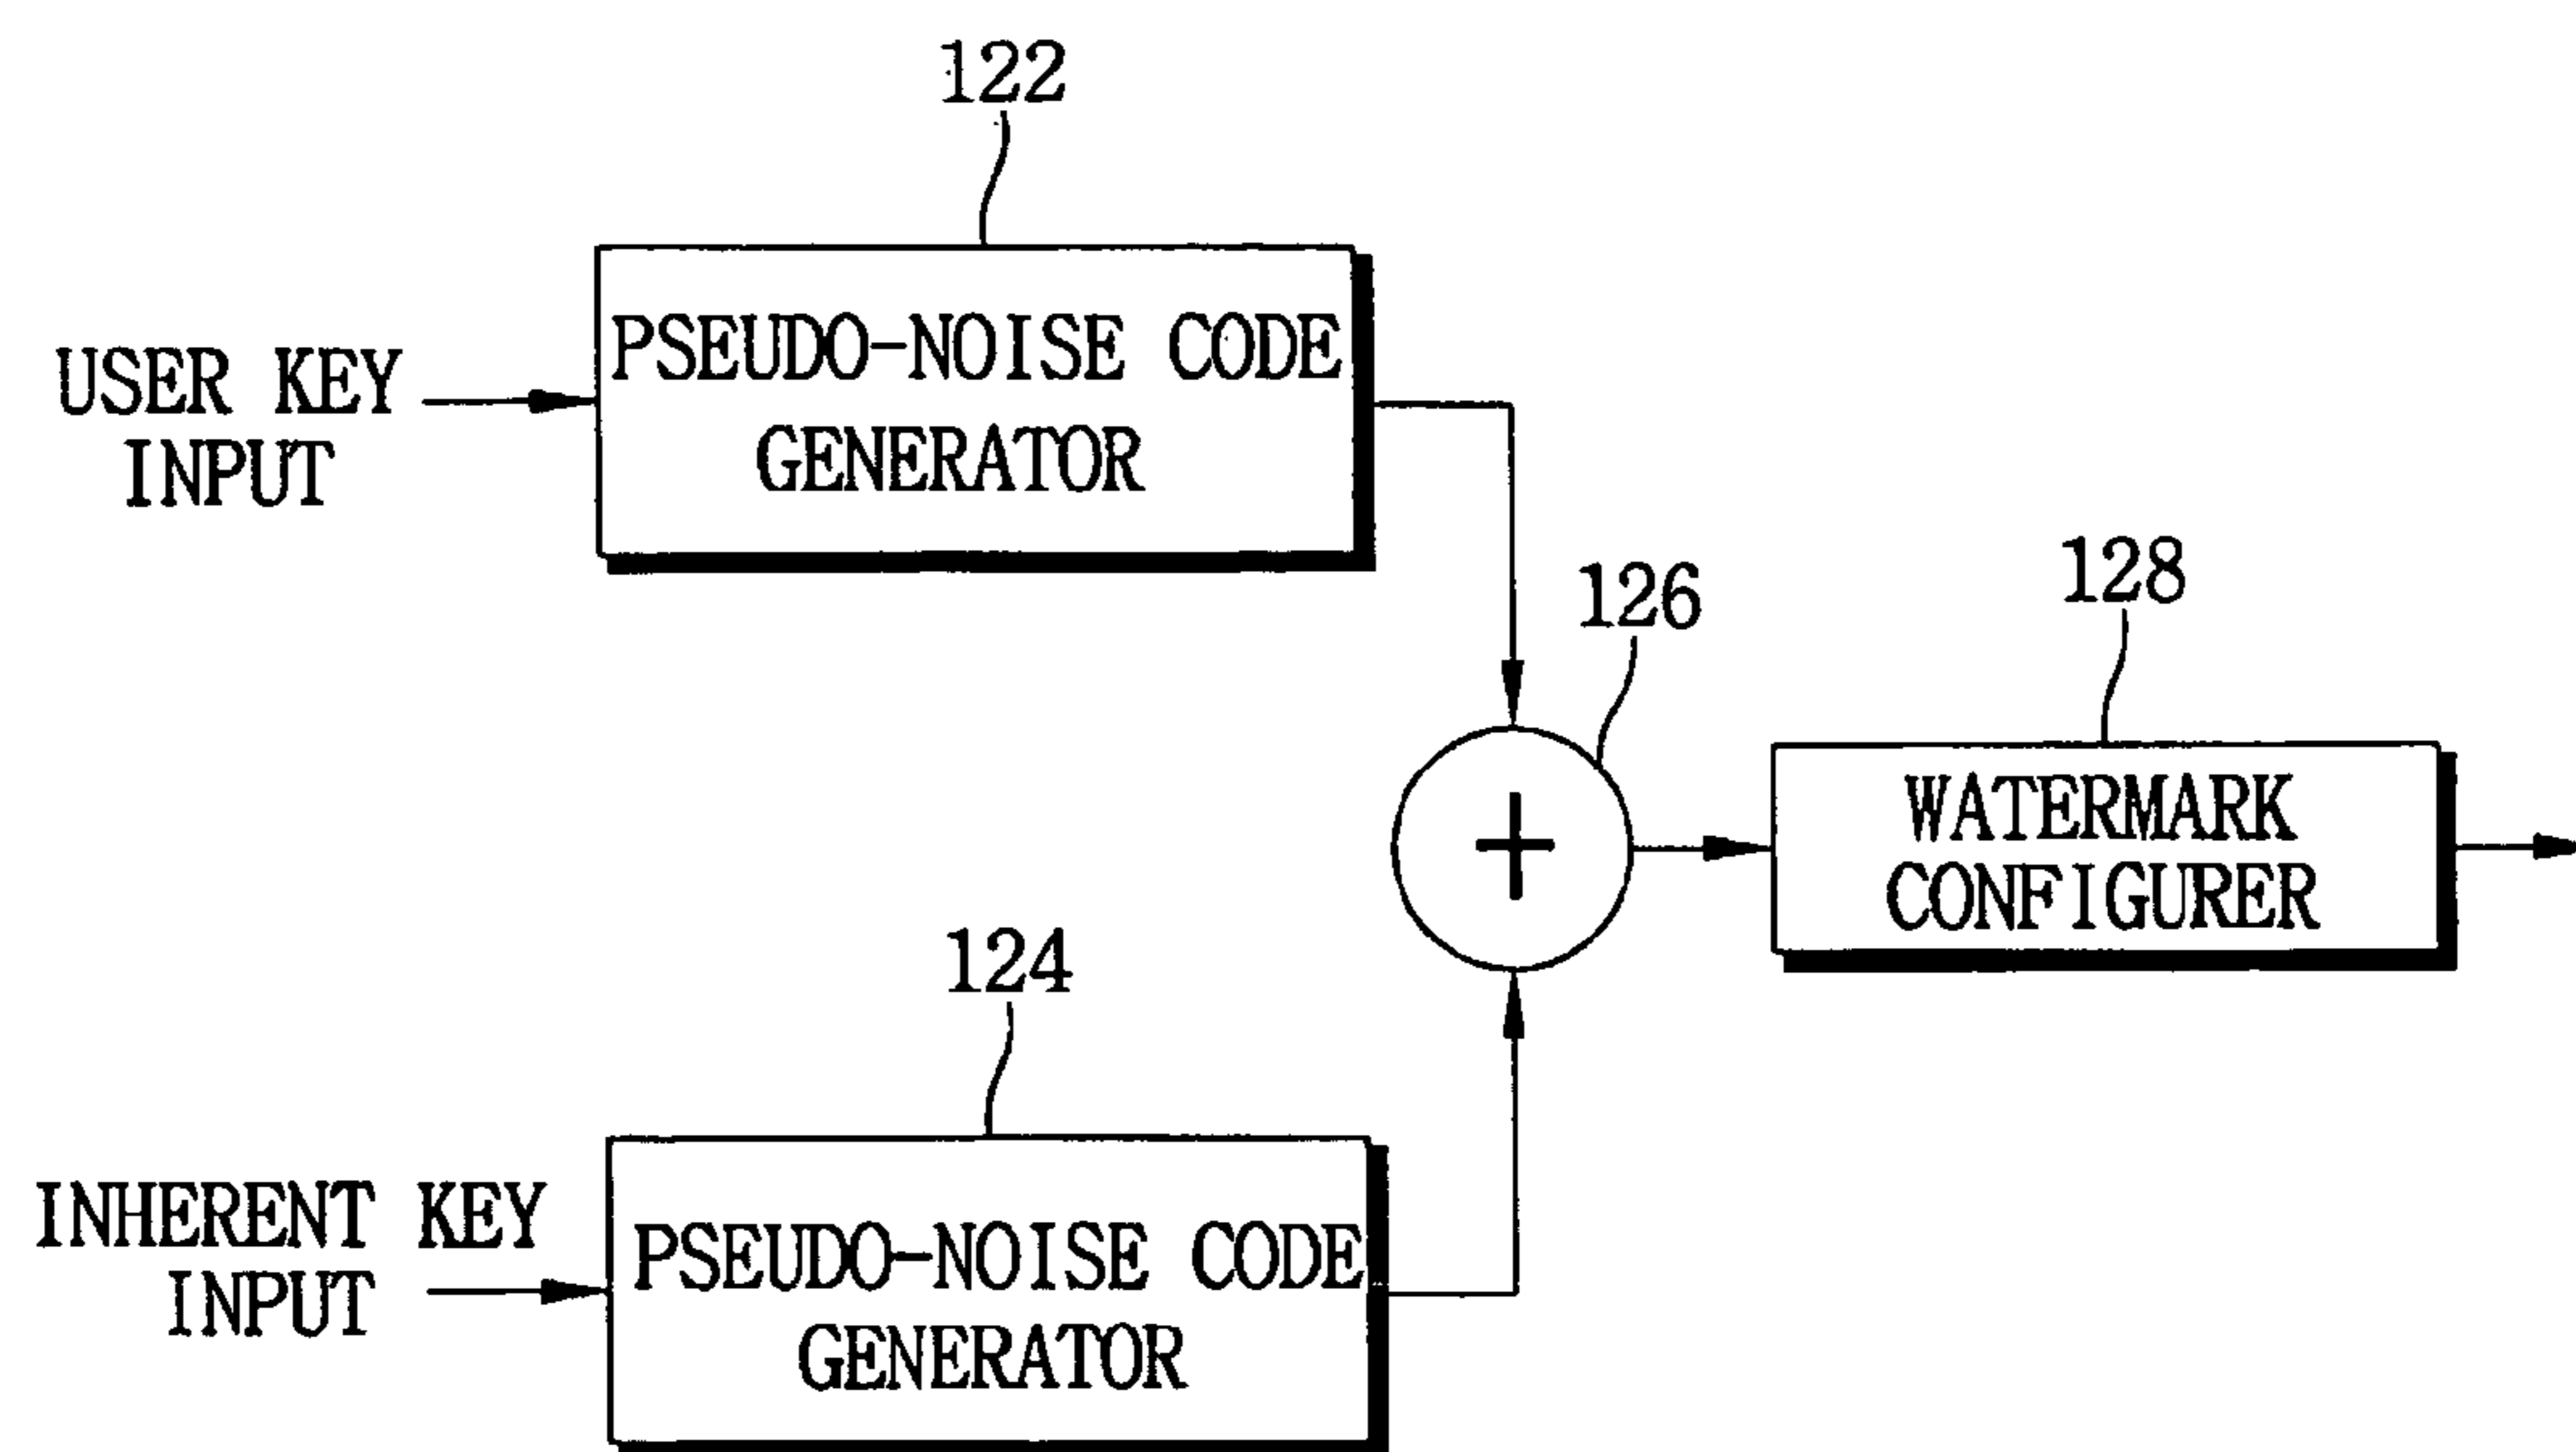 122
PSEUDO-NOISE CODE
GENERATOR
USER KEY
INPUT
126
+
128
WATERMARK
CONFIGURER
124
INHERENT KEY
INPUT
PSEUDO-NOISE CODE
GENERATOR